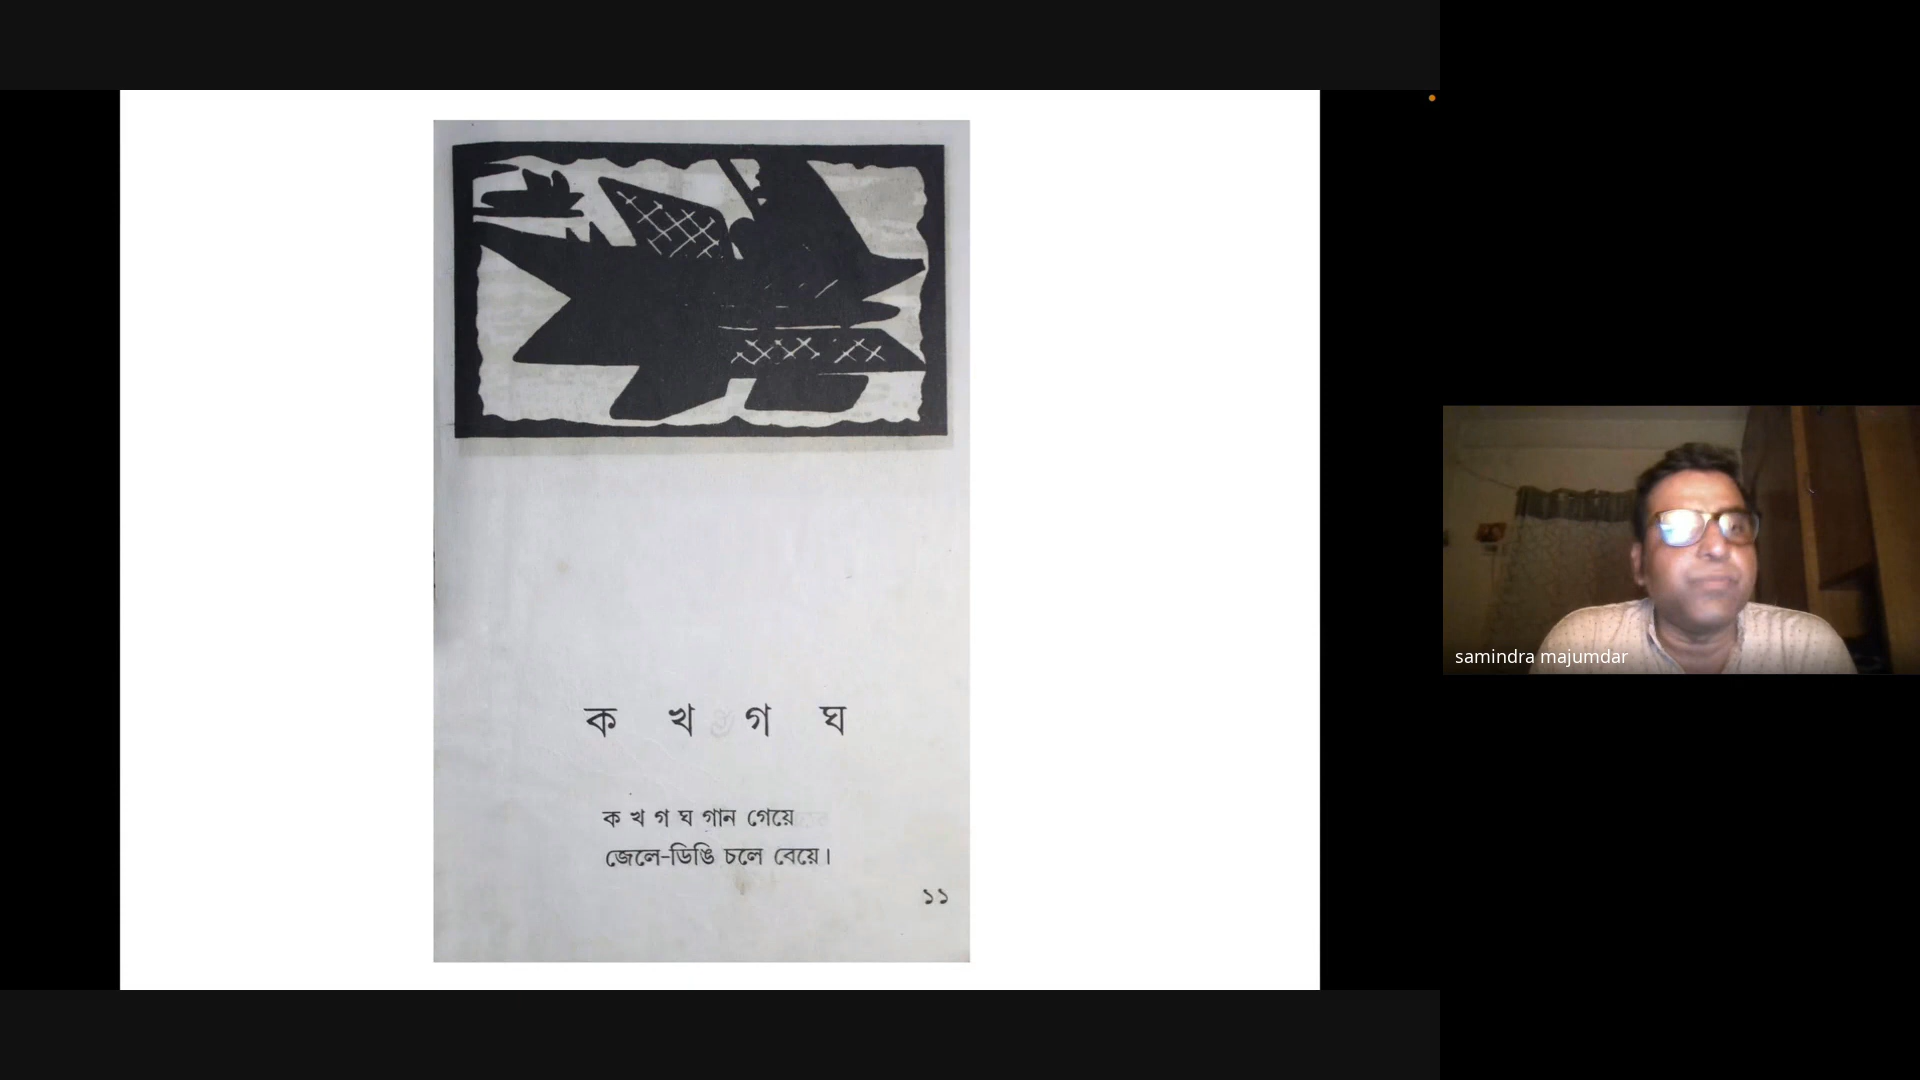 ক খ গ ঘ
ক খ গ ঘ গান গেয়ে
জেলে-ডিঙি চলে বেয়ে।
১১
samindra majumdar